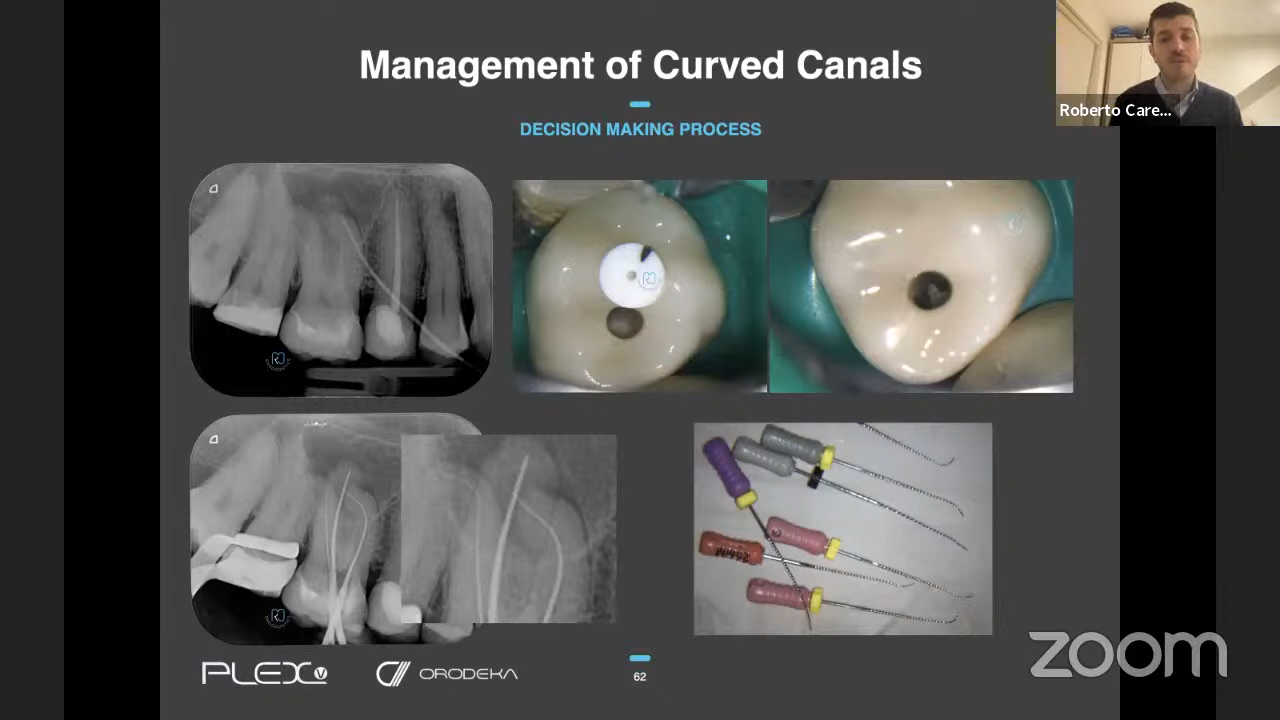 Management of Curved Canals
DECISION MAKING PROCESS
Roberto Care...
PLEX V
ORODEKA
62
zoom